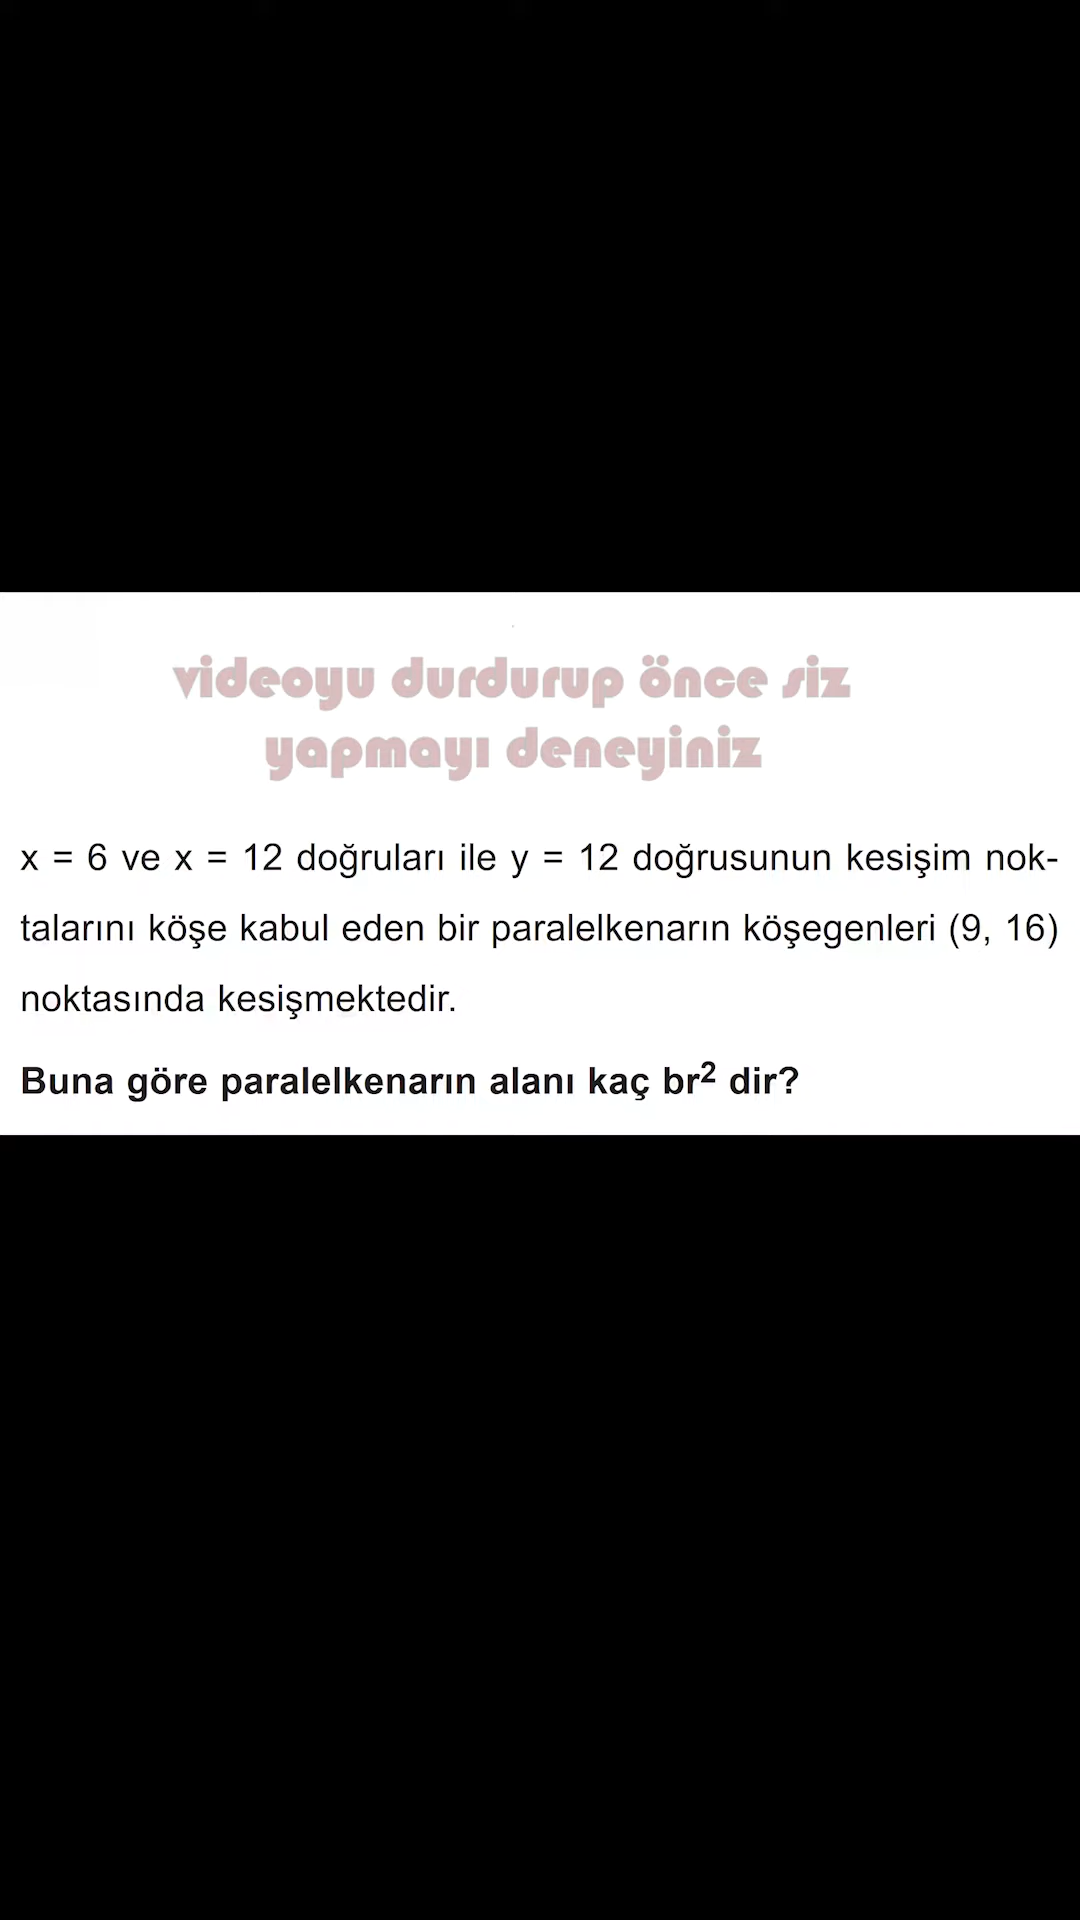 videoyu durdurup önce siz
yapmayı deneyiniz
x = 6 ve x = 12 doğruları ile y = 12 doğrusunun kesişim nok-
talarını köşe kabul eden bir paralelkenarın köşegenleri (9, 16)
noktasında kesişmektedir.
Buna göre paralelkenarın alanı kaç br² dir?